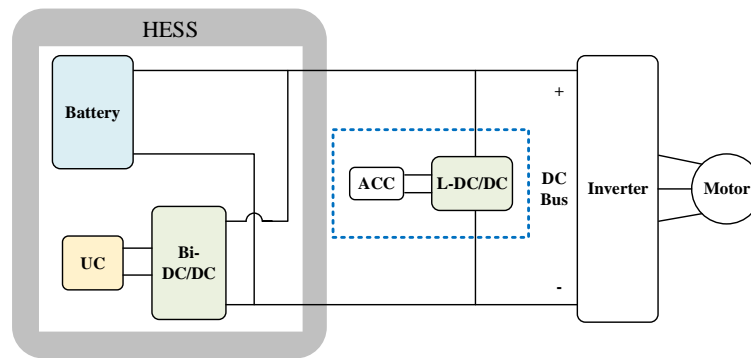 HESS
Battery
+
ACC
L-DC/DC
DC
Bus
Inverter
Motor
UC
Bi-
DC/DC
-